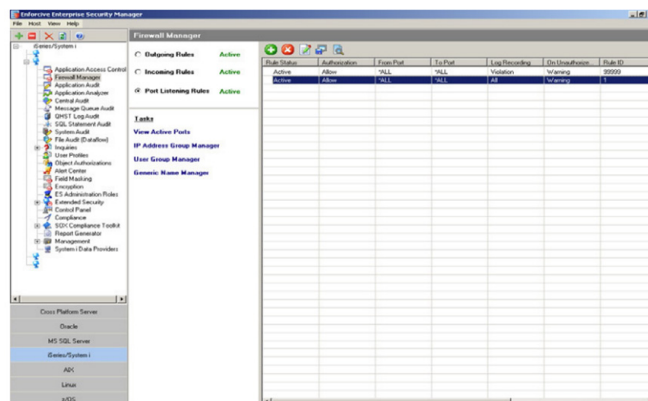 Enforcive Enterprise Security Manager
File Host View Help
iSeries/System i
Application Access Control
Firewall Manager
Application Audit
Application Analyzer
Central Audit
Message Queue Audit
QHST Log Audit
SQL Statement Audit
System Audit
File Audit (Dataflow)
Inquiries
User Profiles
Object Authorizations
Alert Center
Field Masking
Encryption
ES Administration Roles
Extended Security
Control Panel
Compliance
SOX Compliance Toolkit
Report Generator
Management
System i Data Providers
Cross Platform Server
Oracle
MS SQL Server
iSeries/System i
AIX
Linux
z/OS
Firewall Manager
Outgoing Rules Active
Incoming Rules Active
Port Listening Rules Active
Tasks
View Active Ports
IP Address Group Manager
User Group Manager
Generic Name Manager
Rule Status Authorization From Port To Port Log Recording On Unauthorize... Rule ID
Active Allow *ALL *ALL Violation Warning 99999
Active Allow *ALL *ALL All Warning 1